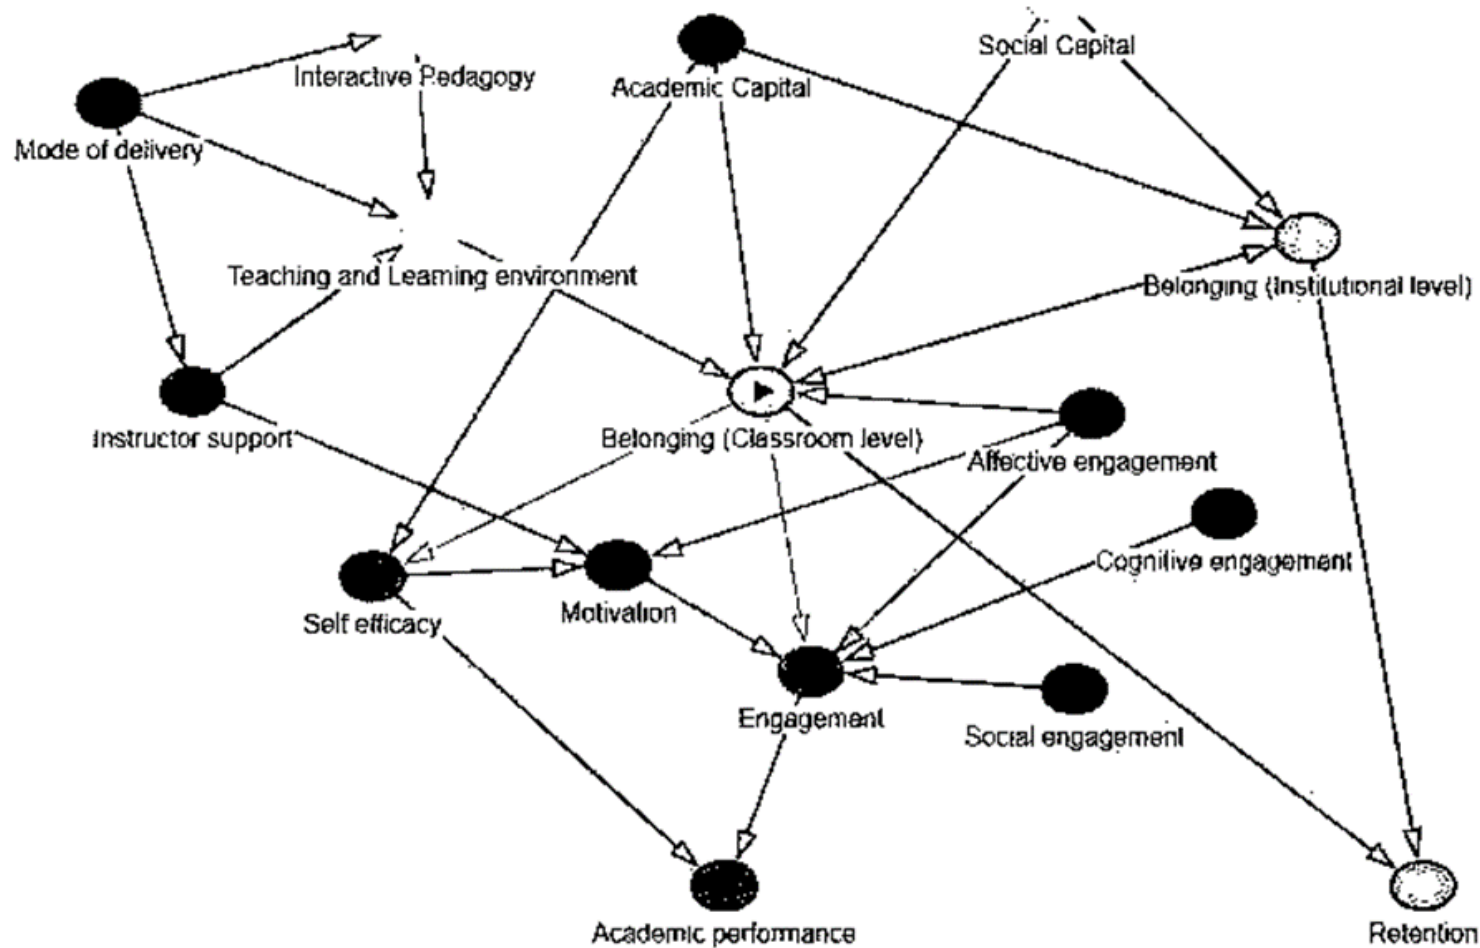 Social Capital
Interactive Pedagogy
Academic Capital
Mode of delivery
Teaching and Learning environment
Belonging (Institutional level)
Instructor support
Belonging (Classroom level)
Affective engagement
Cognitive engagement
Self efficacy
Motivation
Engagement
Social engagement
Academic performance
Retention